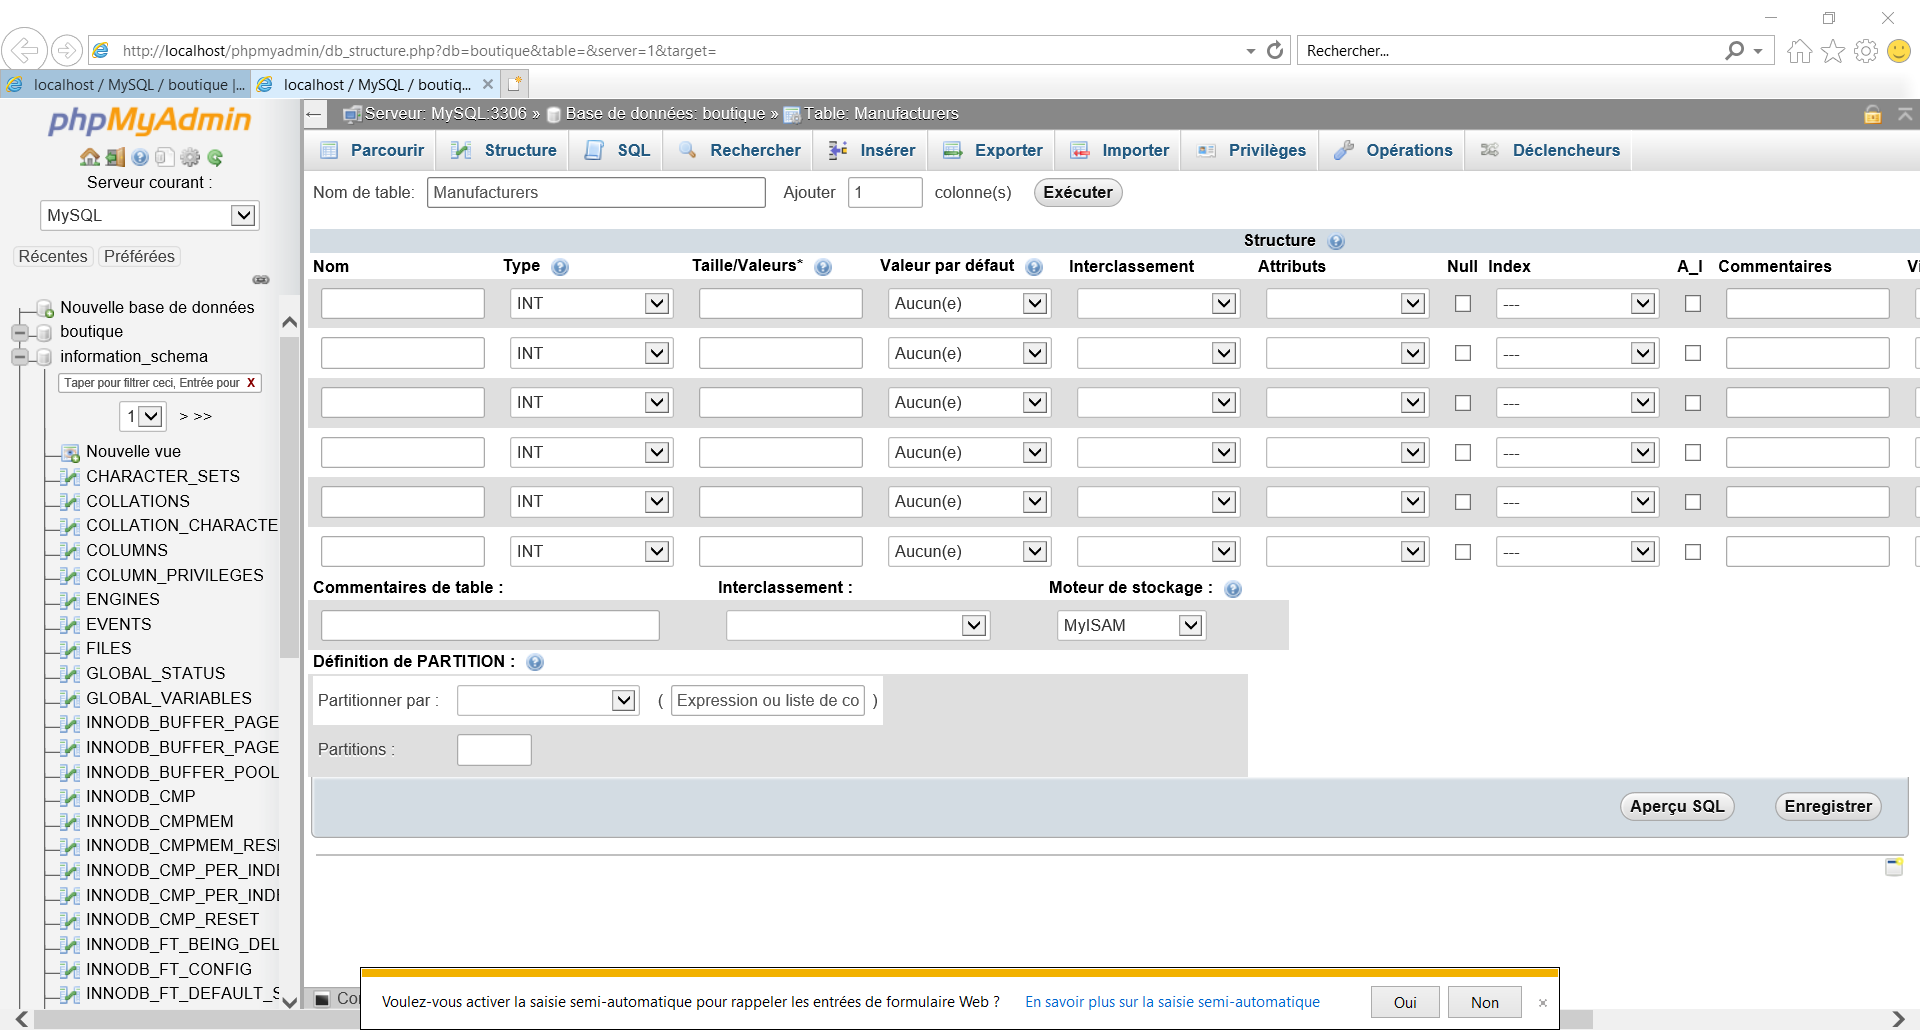 http://localhost/phpmyadmin/db_structure.php?db=boutique&table=&server=1&target=
Rechercher...
localhost / MySQL / boutique |...
localhost / MySQL / boutiq...
phpMyAdmin
Serveur courant :
MySQL
Récentes
Préférées
Nouvelle base de données
boutique
information_schema
Taper pour filtrer ceci, Entrée pour X
1 > >>
Nouvelle vue
CHARACTER_SETS
COLLATIONS
COLLATION_CHARACTE
COLUMNS
COLUMN_PRIVILEGES
ENGINES
EVENTS
FILES
GLOBAL_STATUS
GLOBAL_VARIABLES
INNODB_BUFFER_PAGE
INNODB_BUFFER_PAGE
INNODB_BUFFER_POOL
INNODB_CMP
INNODB_CMPMEM
INNODB_CMPMEM_RESI
INNODB_CMP_PER_INDI
INNODB_CMP_PER_INDI
INNODB_CMP_RESET
INNODB_FT_BEING_DEL
INNODB_FT_CONFIG
INNODB_FT_DEFAULT_S
Serveur: MySQL:3306 » Base de données: boutique » Table: Manufacturers
Parcourir Structure SQL Rechercher Insérer Exporter Importer Privilèges Opérations Déclencheurs
Nom de table: Manufacturers Ajouter 1 colonne(s) Exécuter
Structure
Nom Type Taille/Valeurs* Valeur par défaut Interclassement Attributs Null Index A_I Commentaires Vi
INT Aucun(e) ---
INT Aucun(e) ---
INT Aucun(e) ---
INT Aucun(e) ---
INT Aucun(e) ---
INT Aucun(e) ---
Commentaires de table : Interclassement : Moteur de stockage :
MyISAM
Définition de PARTITION :
Partitionner par : ( Expression ou liste de co )
Partitions :
Aperçu SQL Enregistrer
Co
Voulez-vous activer la saisie semi-automatique pour rappeler les entrées de formulaire Web ? En savoir plus sur la saisie semi-automatique Oui Non ×